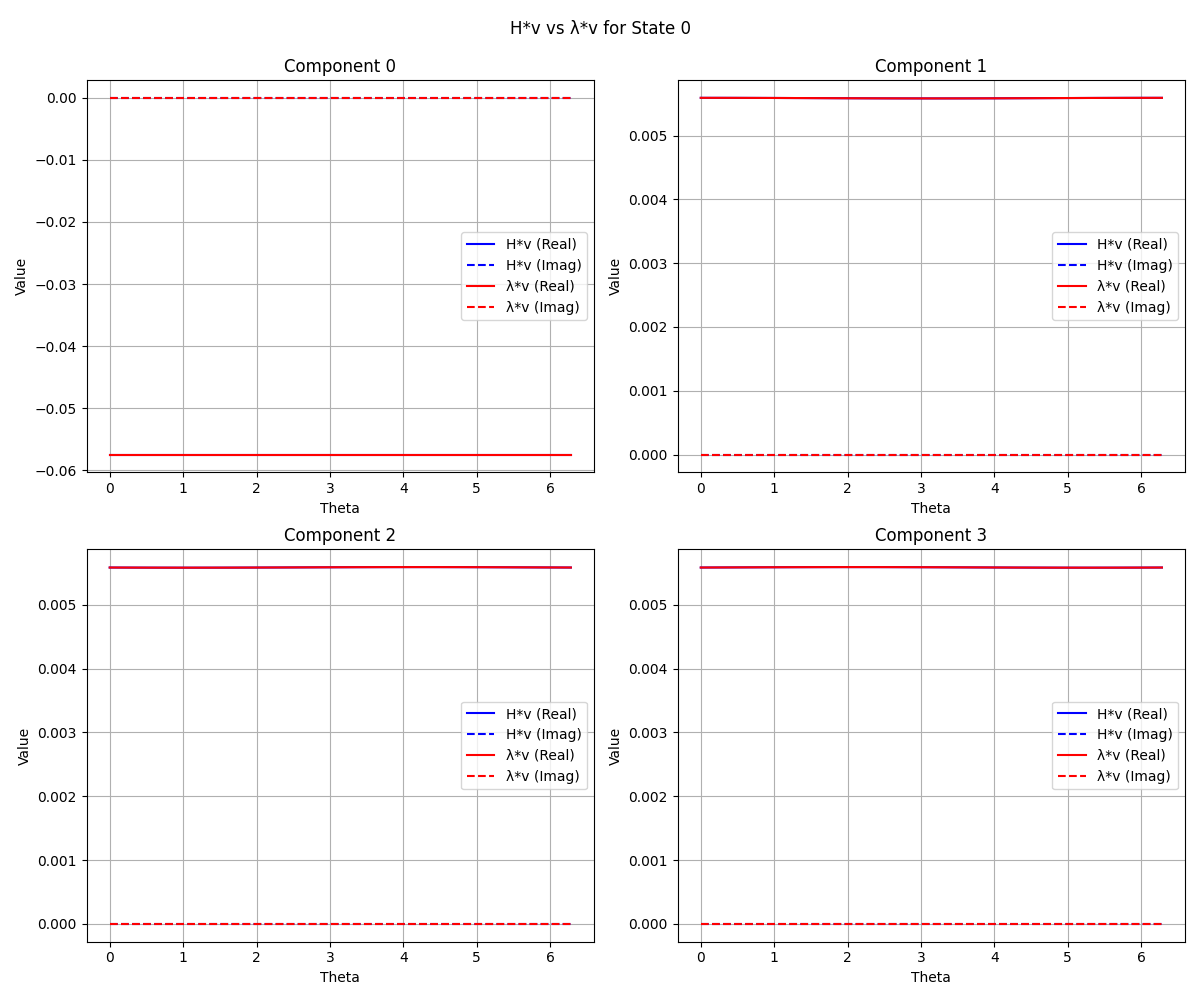 H*v vs λ*v for State 0
Component 0
0.00
−0.01
−0.02
−0.03
−0.04
−0.05
−0.06
Value
H*v (Real)
H*v (Imag)
λ*v (Real)
λ*v (Imag)
0 1 2 3 4 5 6
Theta
Component 1
0.005
0.004
0.003
0.002
0.001
0.000
Value
H*v (Real)
H*v (Imag)
λ*v (Real)
λ*v (Imag)
0 1 2 3 4 5 6
Theta
Component 2
0.005
0.004
0.003
0.002
0.001
0.000
Value
H*v (Real)
H*v (Imag)
λ*v (Real)
λ*v (Imag)
0 1 2 3 4 5 6
Theta
Component 3
0.005
0.004
0.003
0.002
0.001
0.000
Value
H*v (Real)
H*v (Imag)
λ*v (Real)
λ*v (Imag)
0 1 2 3 4 5 6
Theta